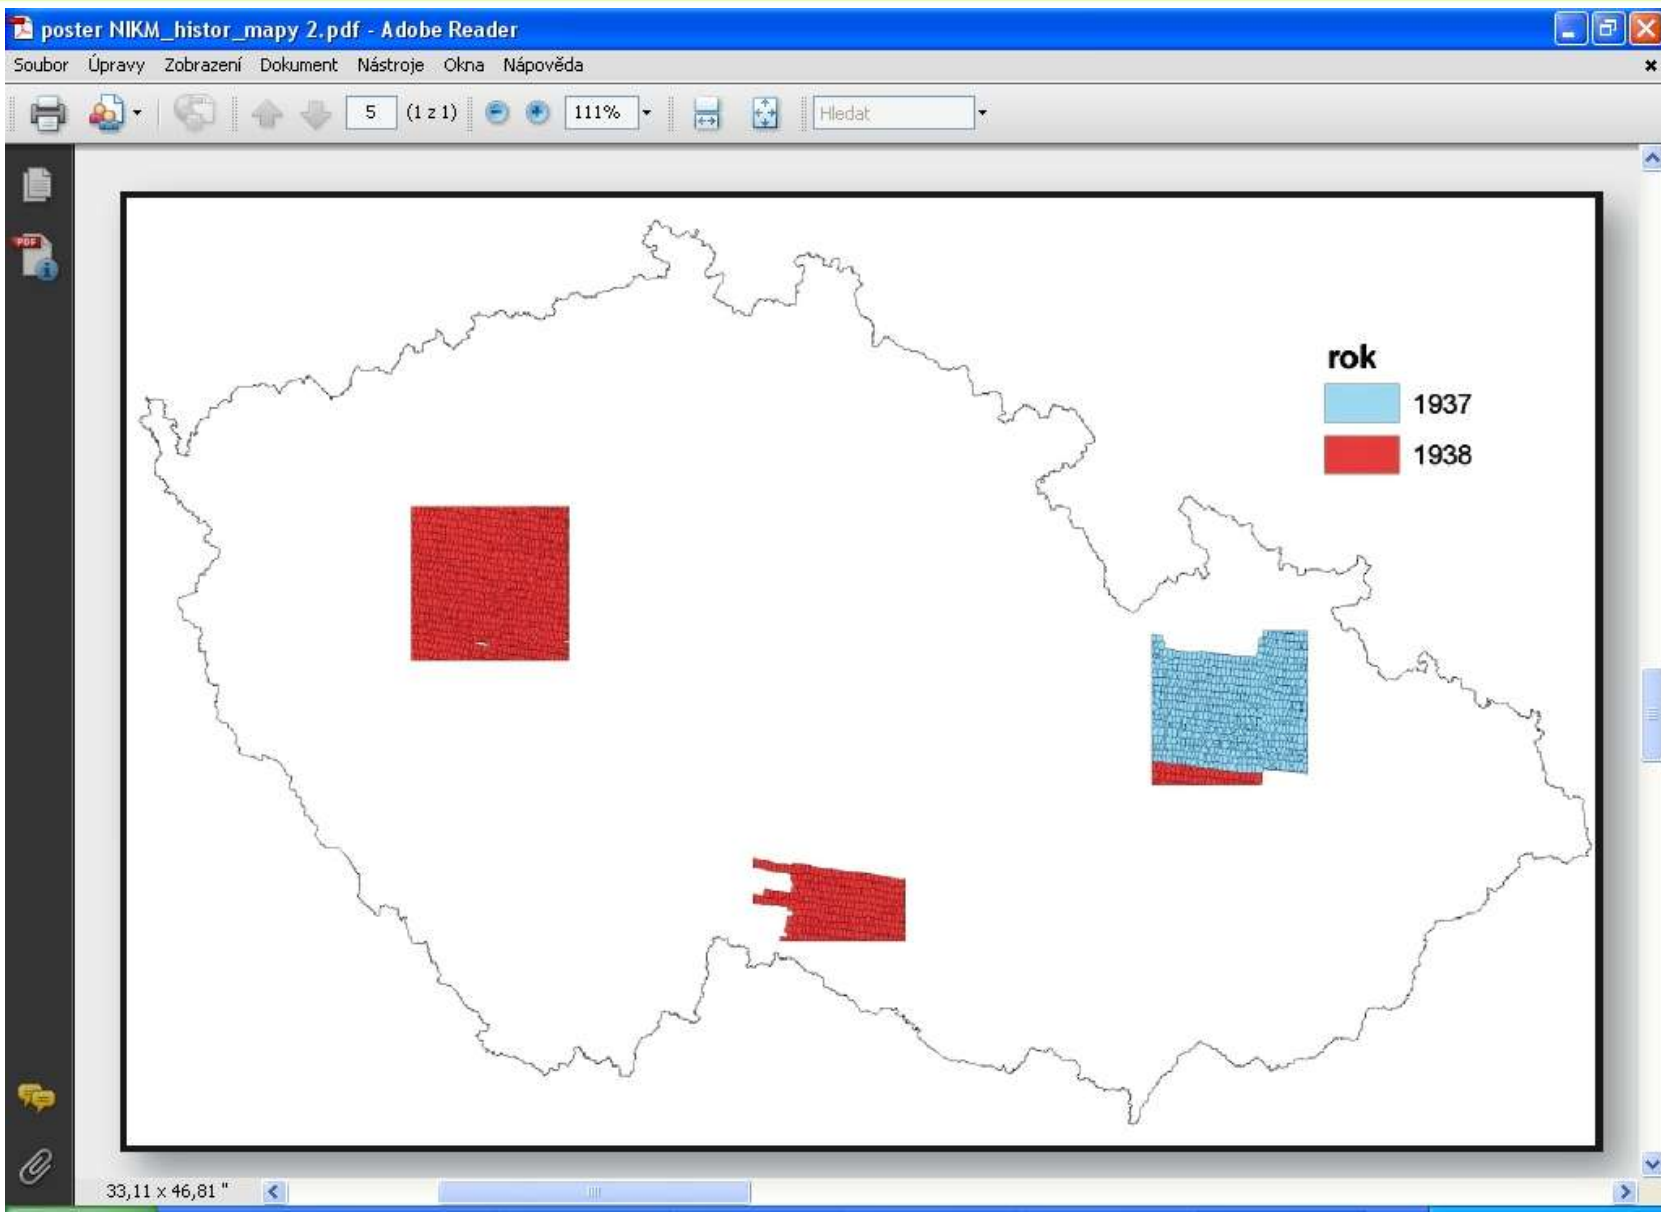 poster NIKM_histor_mapy 2.pdf - Adobe Reader
Soubor Úpravy Zobrazení Dokument Nástroje Okna Nápověda
5 (1 z 1) 111% Hledat
PDF
rok
1937
1938
33,11 x 46,81 "